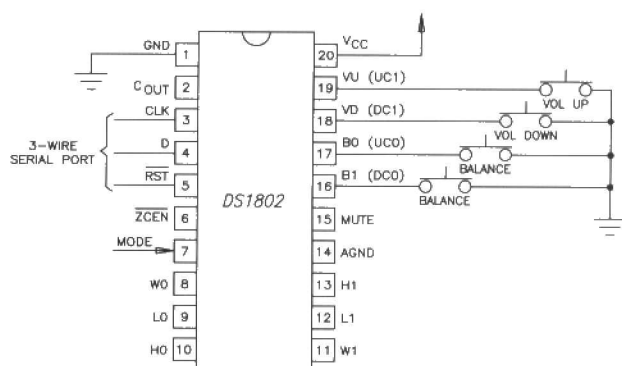 GND 1
COUT 2
CLK 3
D 4
RST 5
ZCEN 6
MODE 7
W0 8
L0 9
H0 10
3-WIRE
SERIAL PORT
DS1802
20 VCC
19 VU (UC1)
18 VD (DC1)
17 B0 (UC0)
16 B1 (DC0)
15 MUTE
14 AGND
13 H1
12 L1
11 W1
VOL UP
VOL DOWN
BALANCE
BALANCE